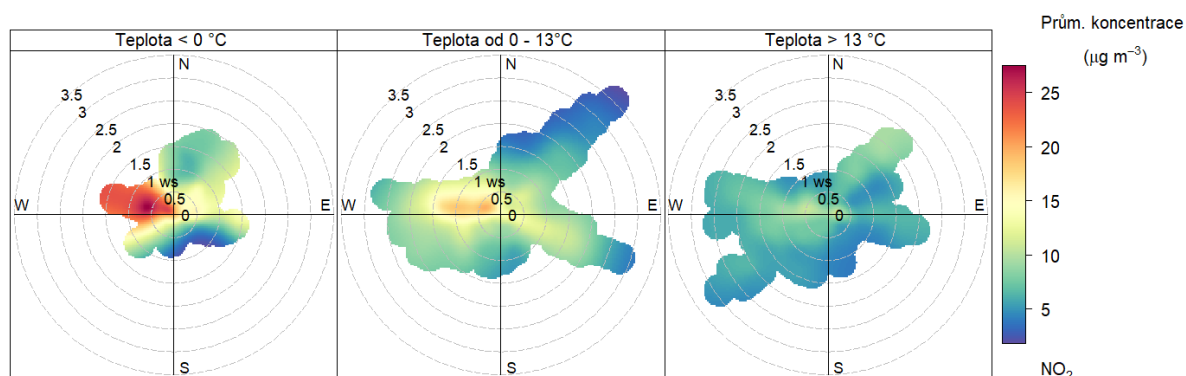 Teplota < 0 °C
N
3.5
3
2.5
2
1.5
1 ws
0.5
0
W
E
S
Teplota od 0 - 13°C
N
3.5
3
2.5
2
1.5
1 ws
0.5
0
W
E
S
Teplota > 13 °C
N
3.5
3
2.5
2
1.5
1 ws
0.5
0
W
E
S
Prům. koncentrace
(µg m⁻³)
25
20
15
10
5
NO₂